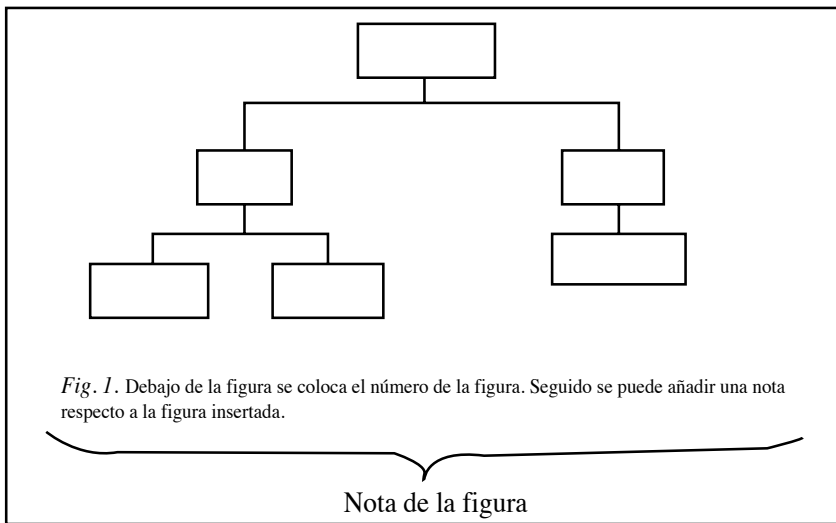 Fig. 1. Debajo de la figura se coloca el número de la figura. Seguido se puede añadir una nota
respecto a la figura insertada.
Nota de la figura